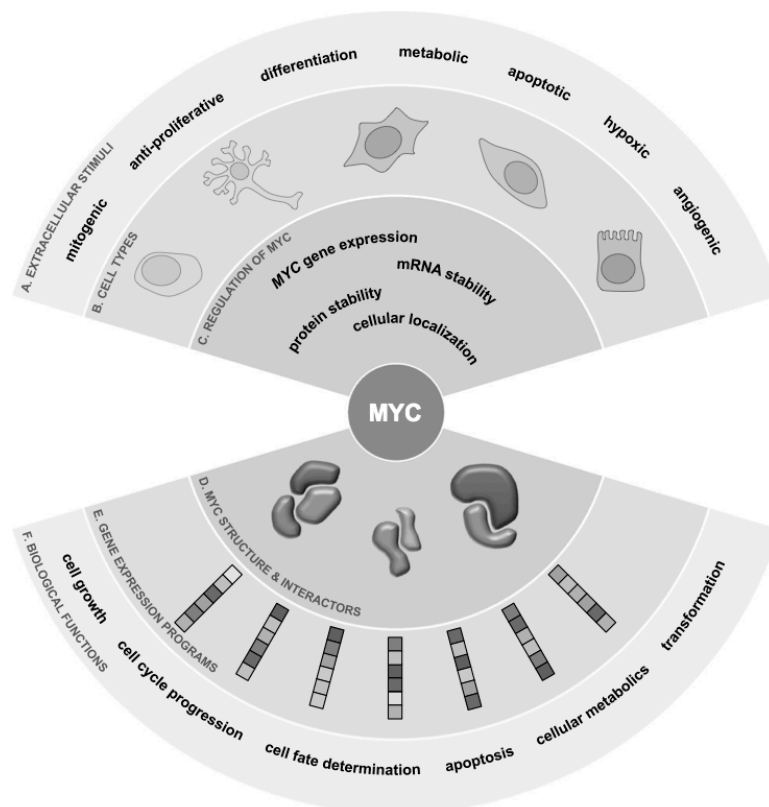 A. EXTRACELLULAR STIMULI
mitogenic
anti-proliferative
differentiation
metabolic
apoptotic
hypoxic
angiogenic
B. CELL TYPES
C. REGULATION OF MYC
MYC gene expression
mRNA stability
protein stability
cellular localization
MYC
D. MYC STRUCTURE & INTERACTORS
E. GENE EXPRESSION PROGRAMS
F. BIOLOGICAL FUNCTIONS
cell growth
cell cycle progression
cell fate determination
apoptosis
cellular metabolics
transformation